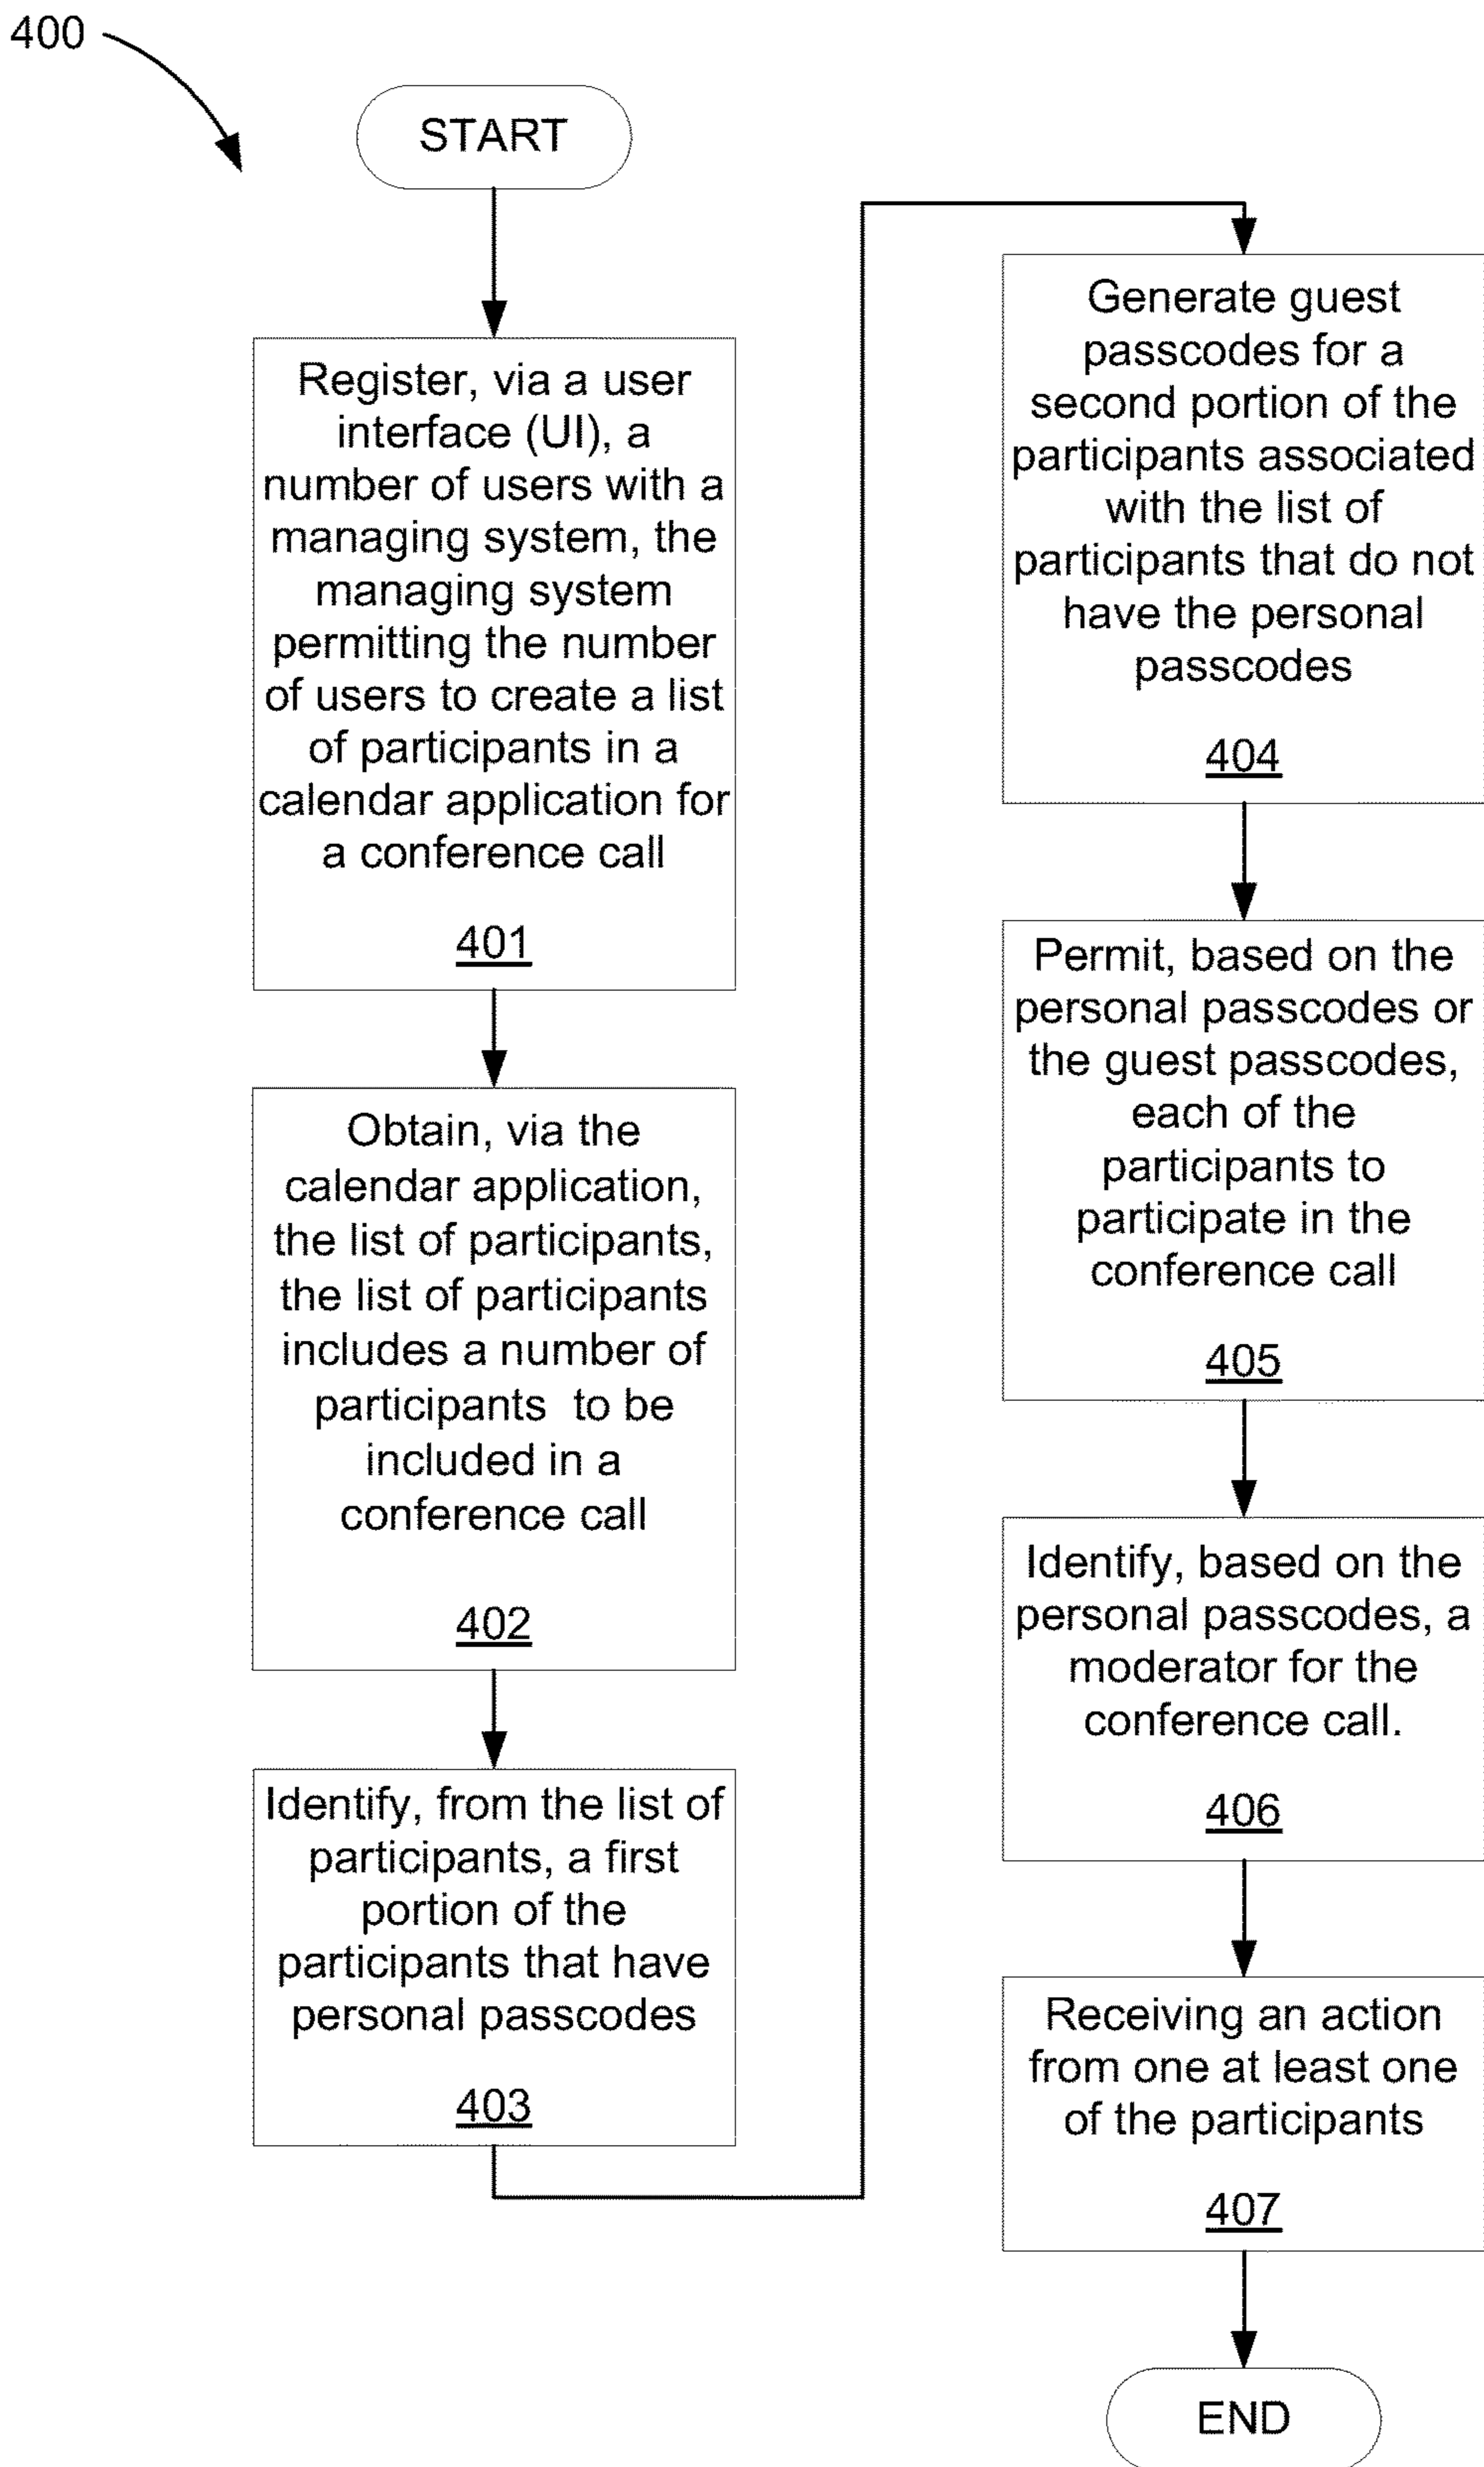 400
START
Register, via a user
interface (UI), a
number of users with a
managing system, the
managing system
permitting the number
of users to create a list
of participants in a
calendar application for
a conference call
401
Obtain, via the
calendar application,
the list of participants,
the list of participants
includes a number of
participants to be
included in a
conference call
402
Identify, from the list of
participants, a first
portion of the
participants that have
personal passcodes
403
Generate guest
passcodes for a
second portion of the
participants associated
with the list of
participants that do not
have the personal
passcodes
404
Permit, based on the
personal passcodes or
the guest passcodes,
each of the
participants to
participate in the
conference call
405
Identify, based on the
personal passcodes, a
moderator for the
conference call.
406
Receiving an action
from one at least one
of the participants
407
END